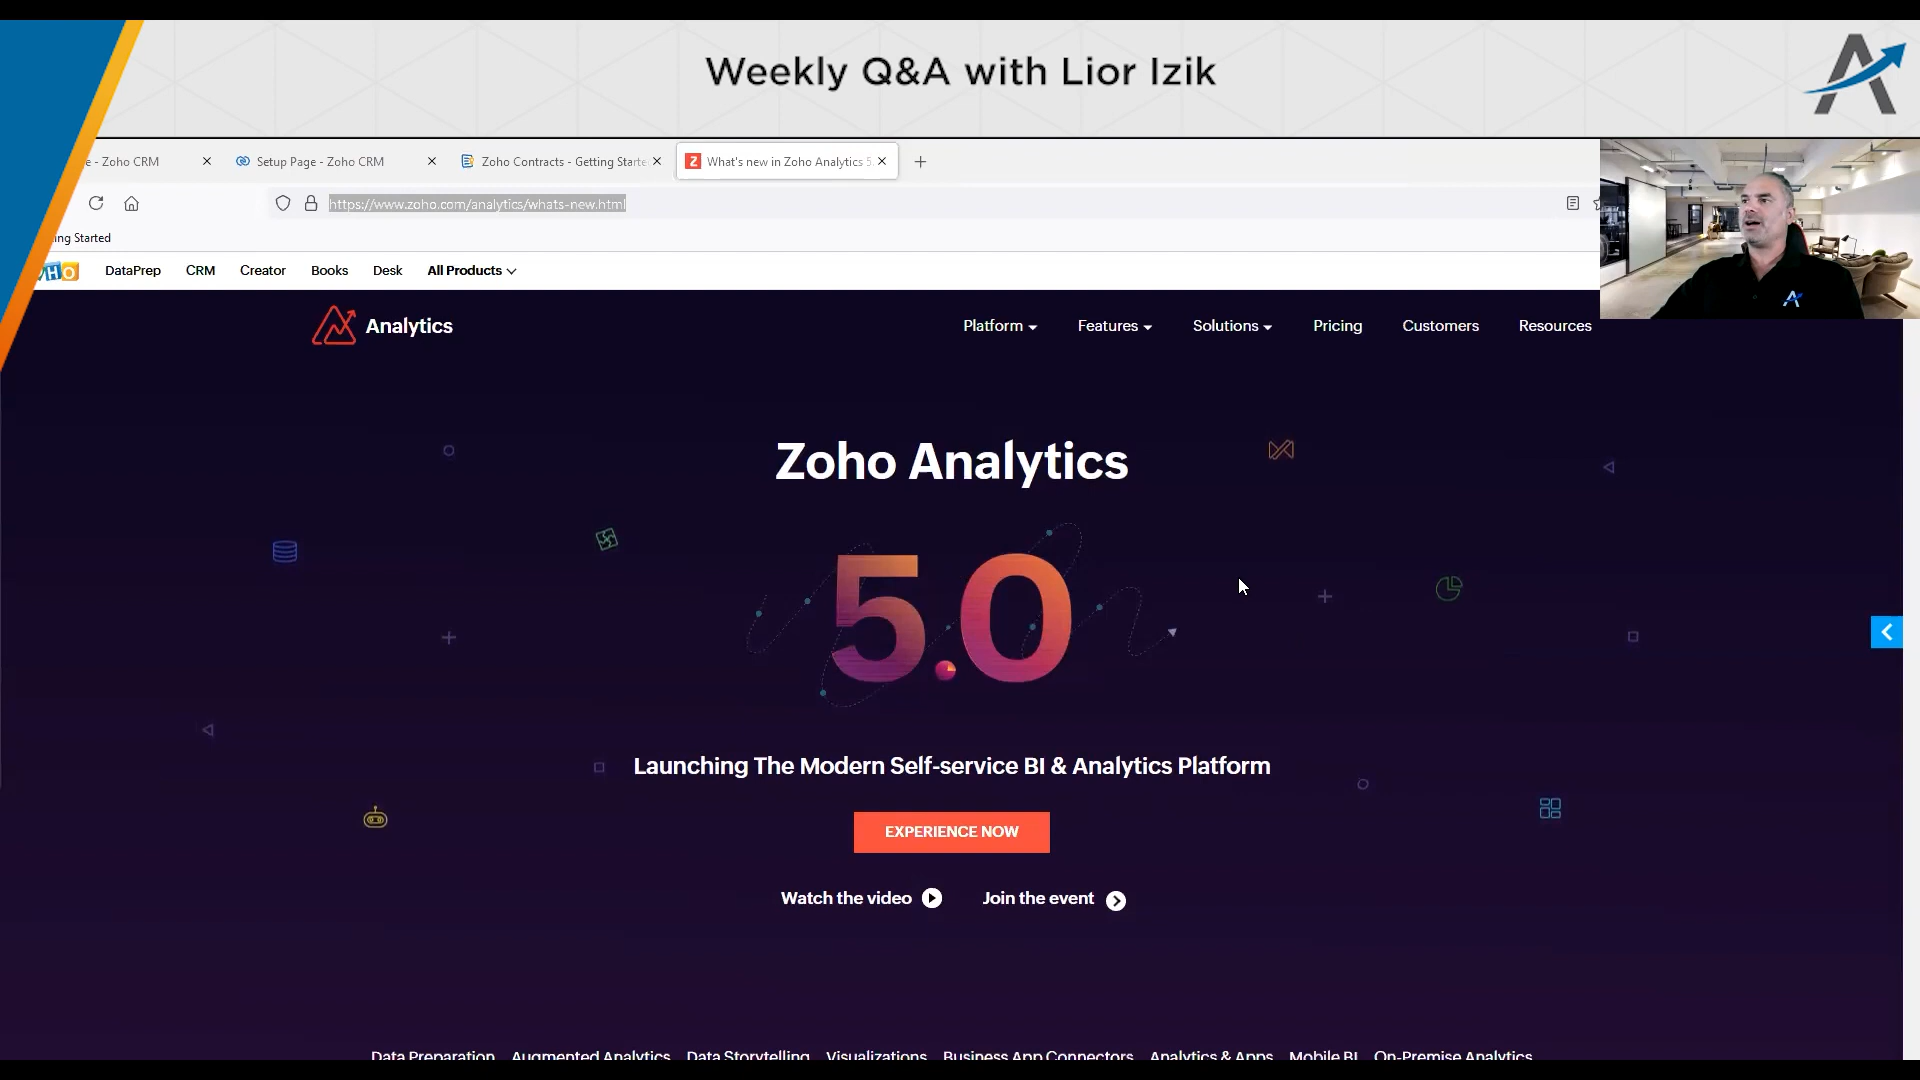 Weekly Q&A with Lior Izik
e - Zoho CRM
Setup Page - Zoho CRM
Zoho Contracts - Getting Starte
What's new in Zoho Analytics 5.
https://www.zoho.com/analytics/whats-new.html
ing Started
HO
DataPrep
CRM
Creator
Books
Desk
All Products
Analytics
Platform
Features
Solutions
Pricing
Customers
Resources
Zoho Analytics
5.0
Launching The Modern Self-service BI & Analytics Platform
EXPERIENCE NOW
Watch the video
Join the event
Data Preparation
Augmented Analytics
Data Storytelling
Visualizations
Business App Connectors
Analytics & Apps
Mobile BI
On-Premise Analytics